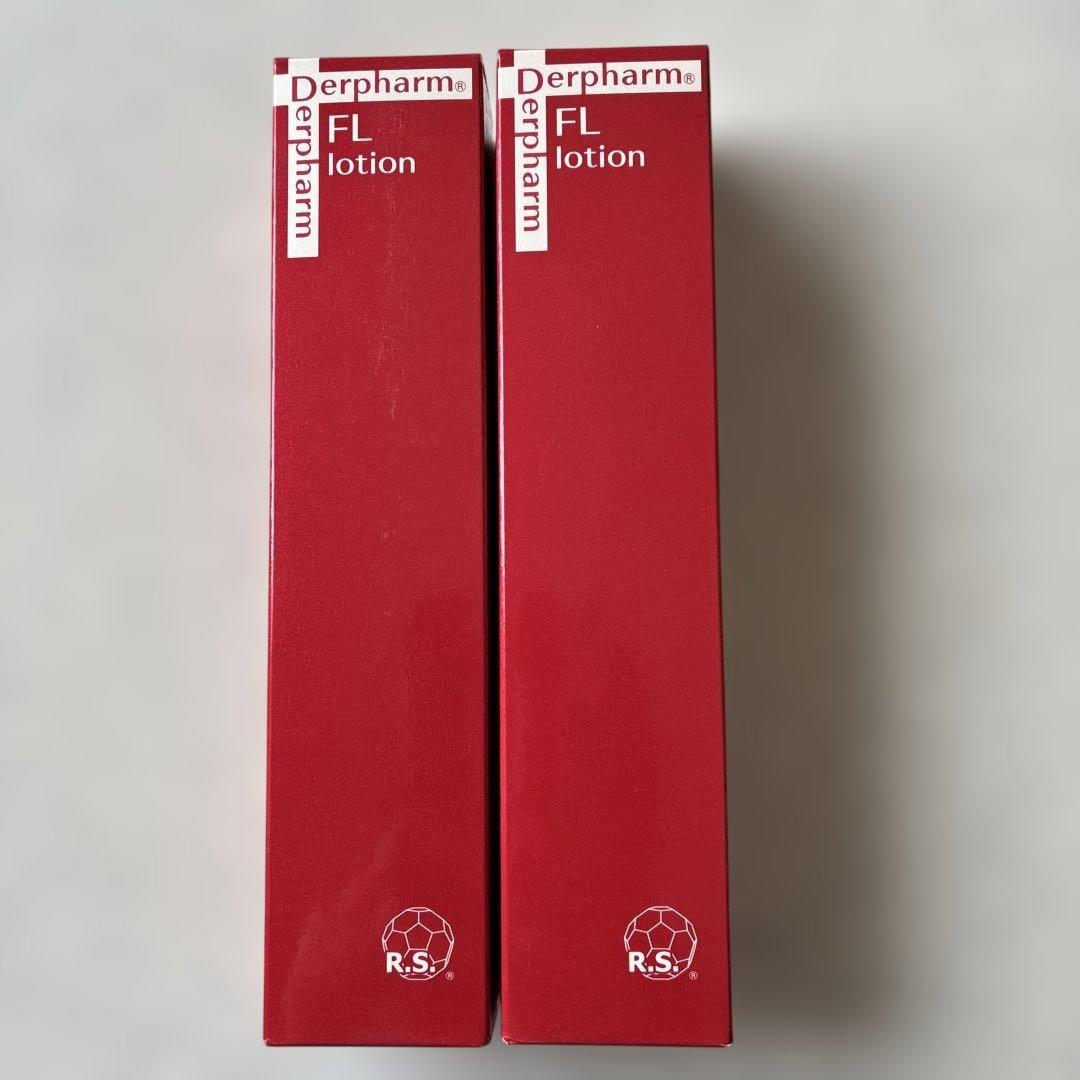 Derpharm®
Derpharm
FL
lotion
R.S.®
Derpharm®
Derpharm
FL
lotion
R.S.®